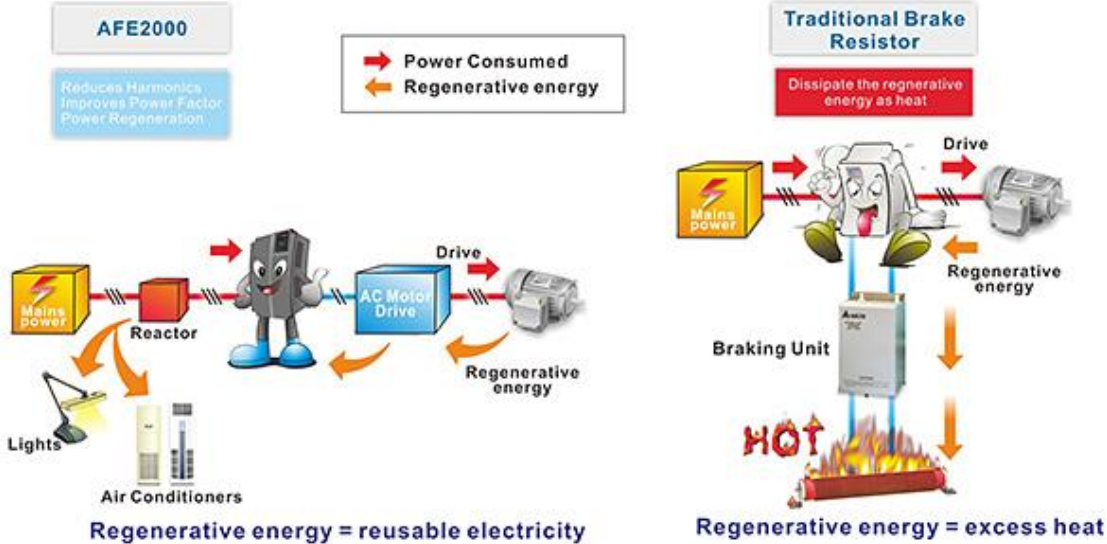 AFE2000
Reduces Harmonics
Improves Power Factor
Power Regeneration
Power Consumed
Regenerative energy
Mains
power
Reactor
AC Motor
Drive
Drive
Regenerative
energy
Lights
Air Conditioners
Regenerative energy = reusable electricity
Traditional Brake
Resistor
Dissipate the regnerative
energy as heat
Mains
power
Drive
Regenerative
energy
Braking Unit
HOT
Regenerative energy = excess heat